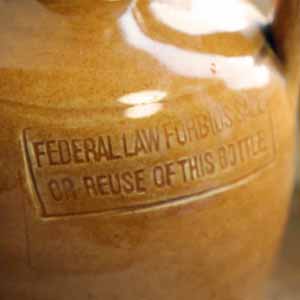 FEDERAL LAW FORBIDS SALE
OR REUSE OF THIS BOTTLE